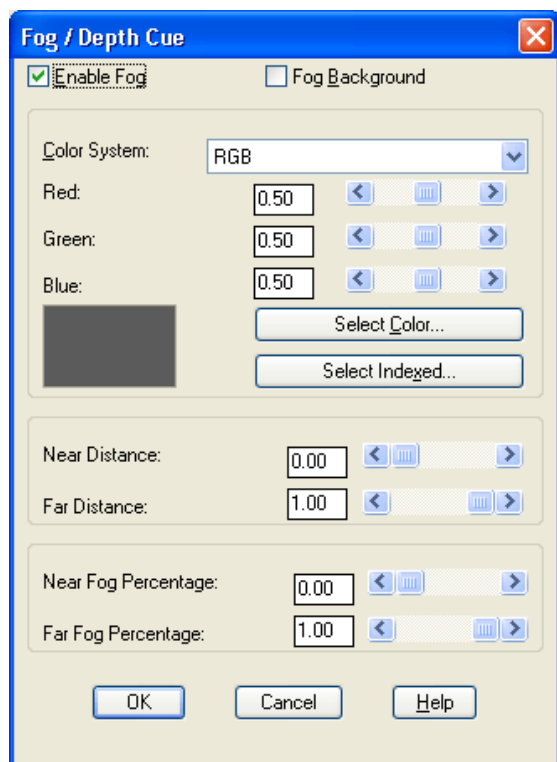 Fog / Depth Cue
Enable Fog Fog Background
Color System: RGB
Red: 0.50
Green: 0.50
Blue: 0.50
Select Color...
Select Indexed...
Near Distance: 0.00
Far Distance: 1.00
Near Fog Percentage: 0.00
Far Fog Percentage: 1.00
OK Cancel Help